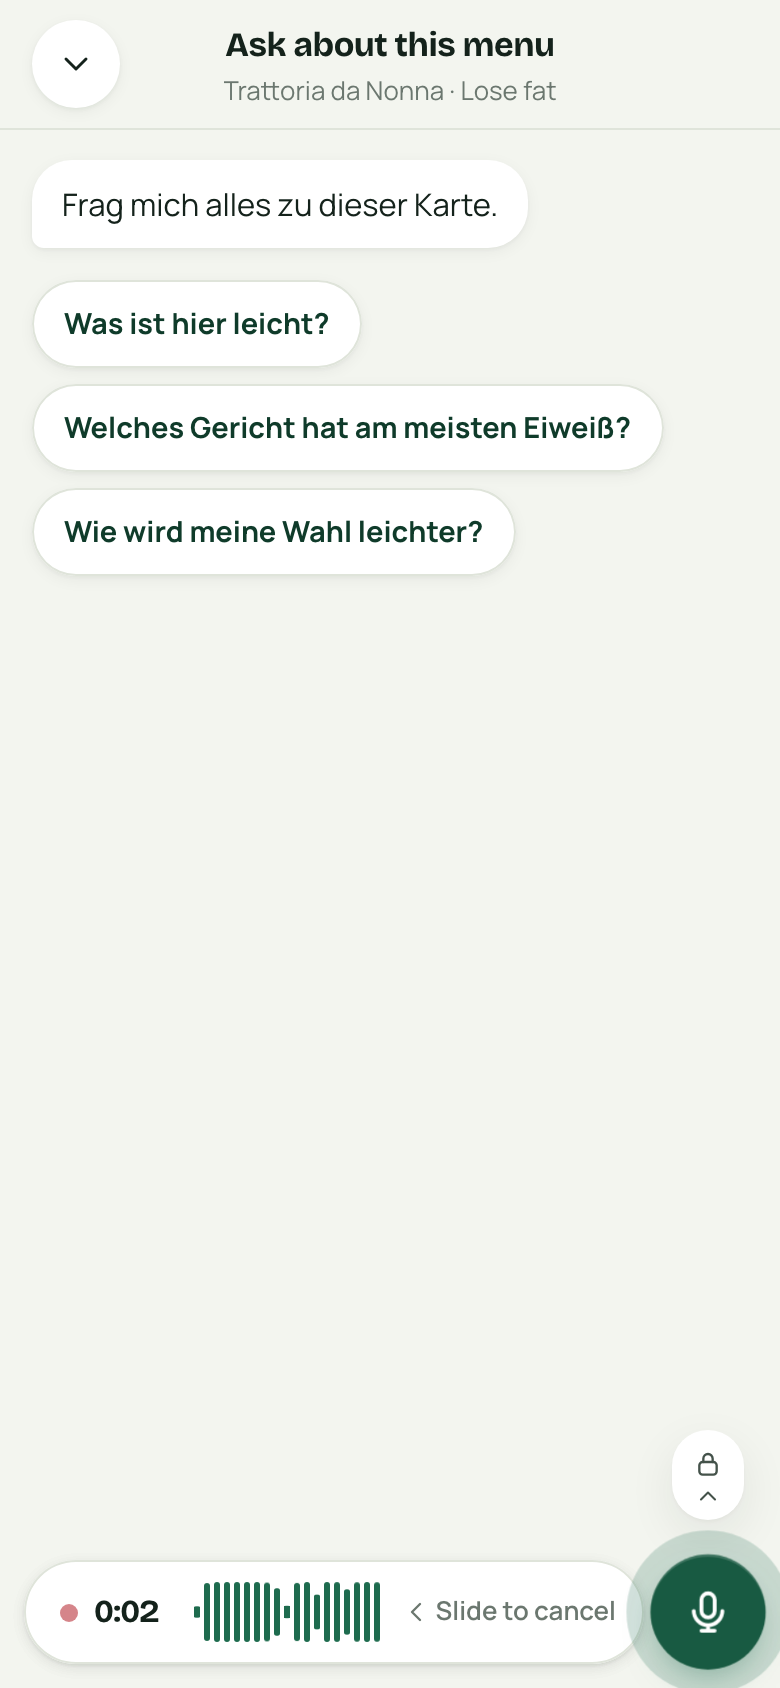 Ask about this menu
Trattoria da Nonna · Lose fat
Frag mich alles zu dieser Karte.
Was ist hier leicht?
Welches Gericht hat am meisten Eiweiß?
Wie wird meine Wahl leichter?
0:02 Slide to cancel